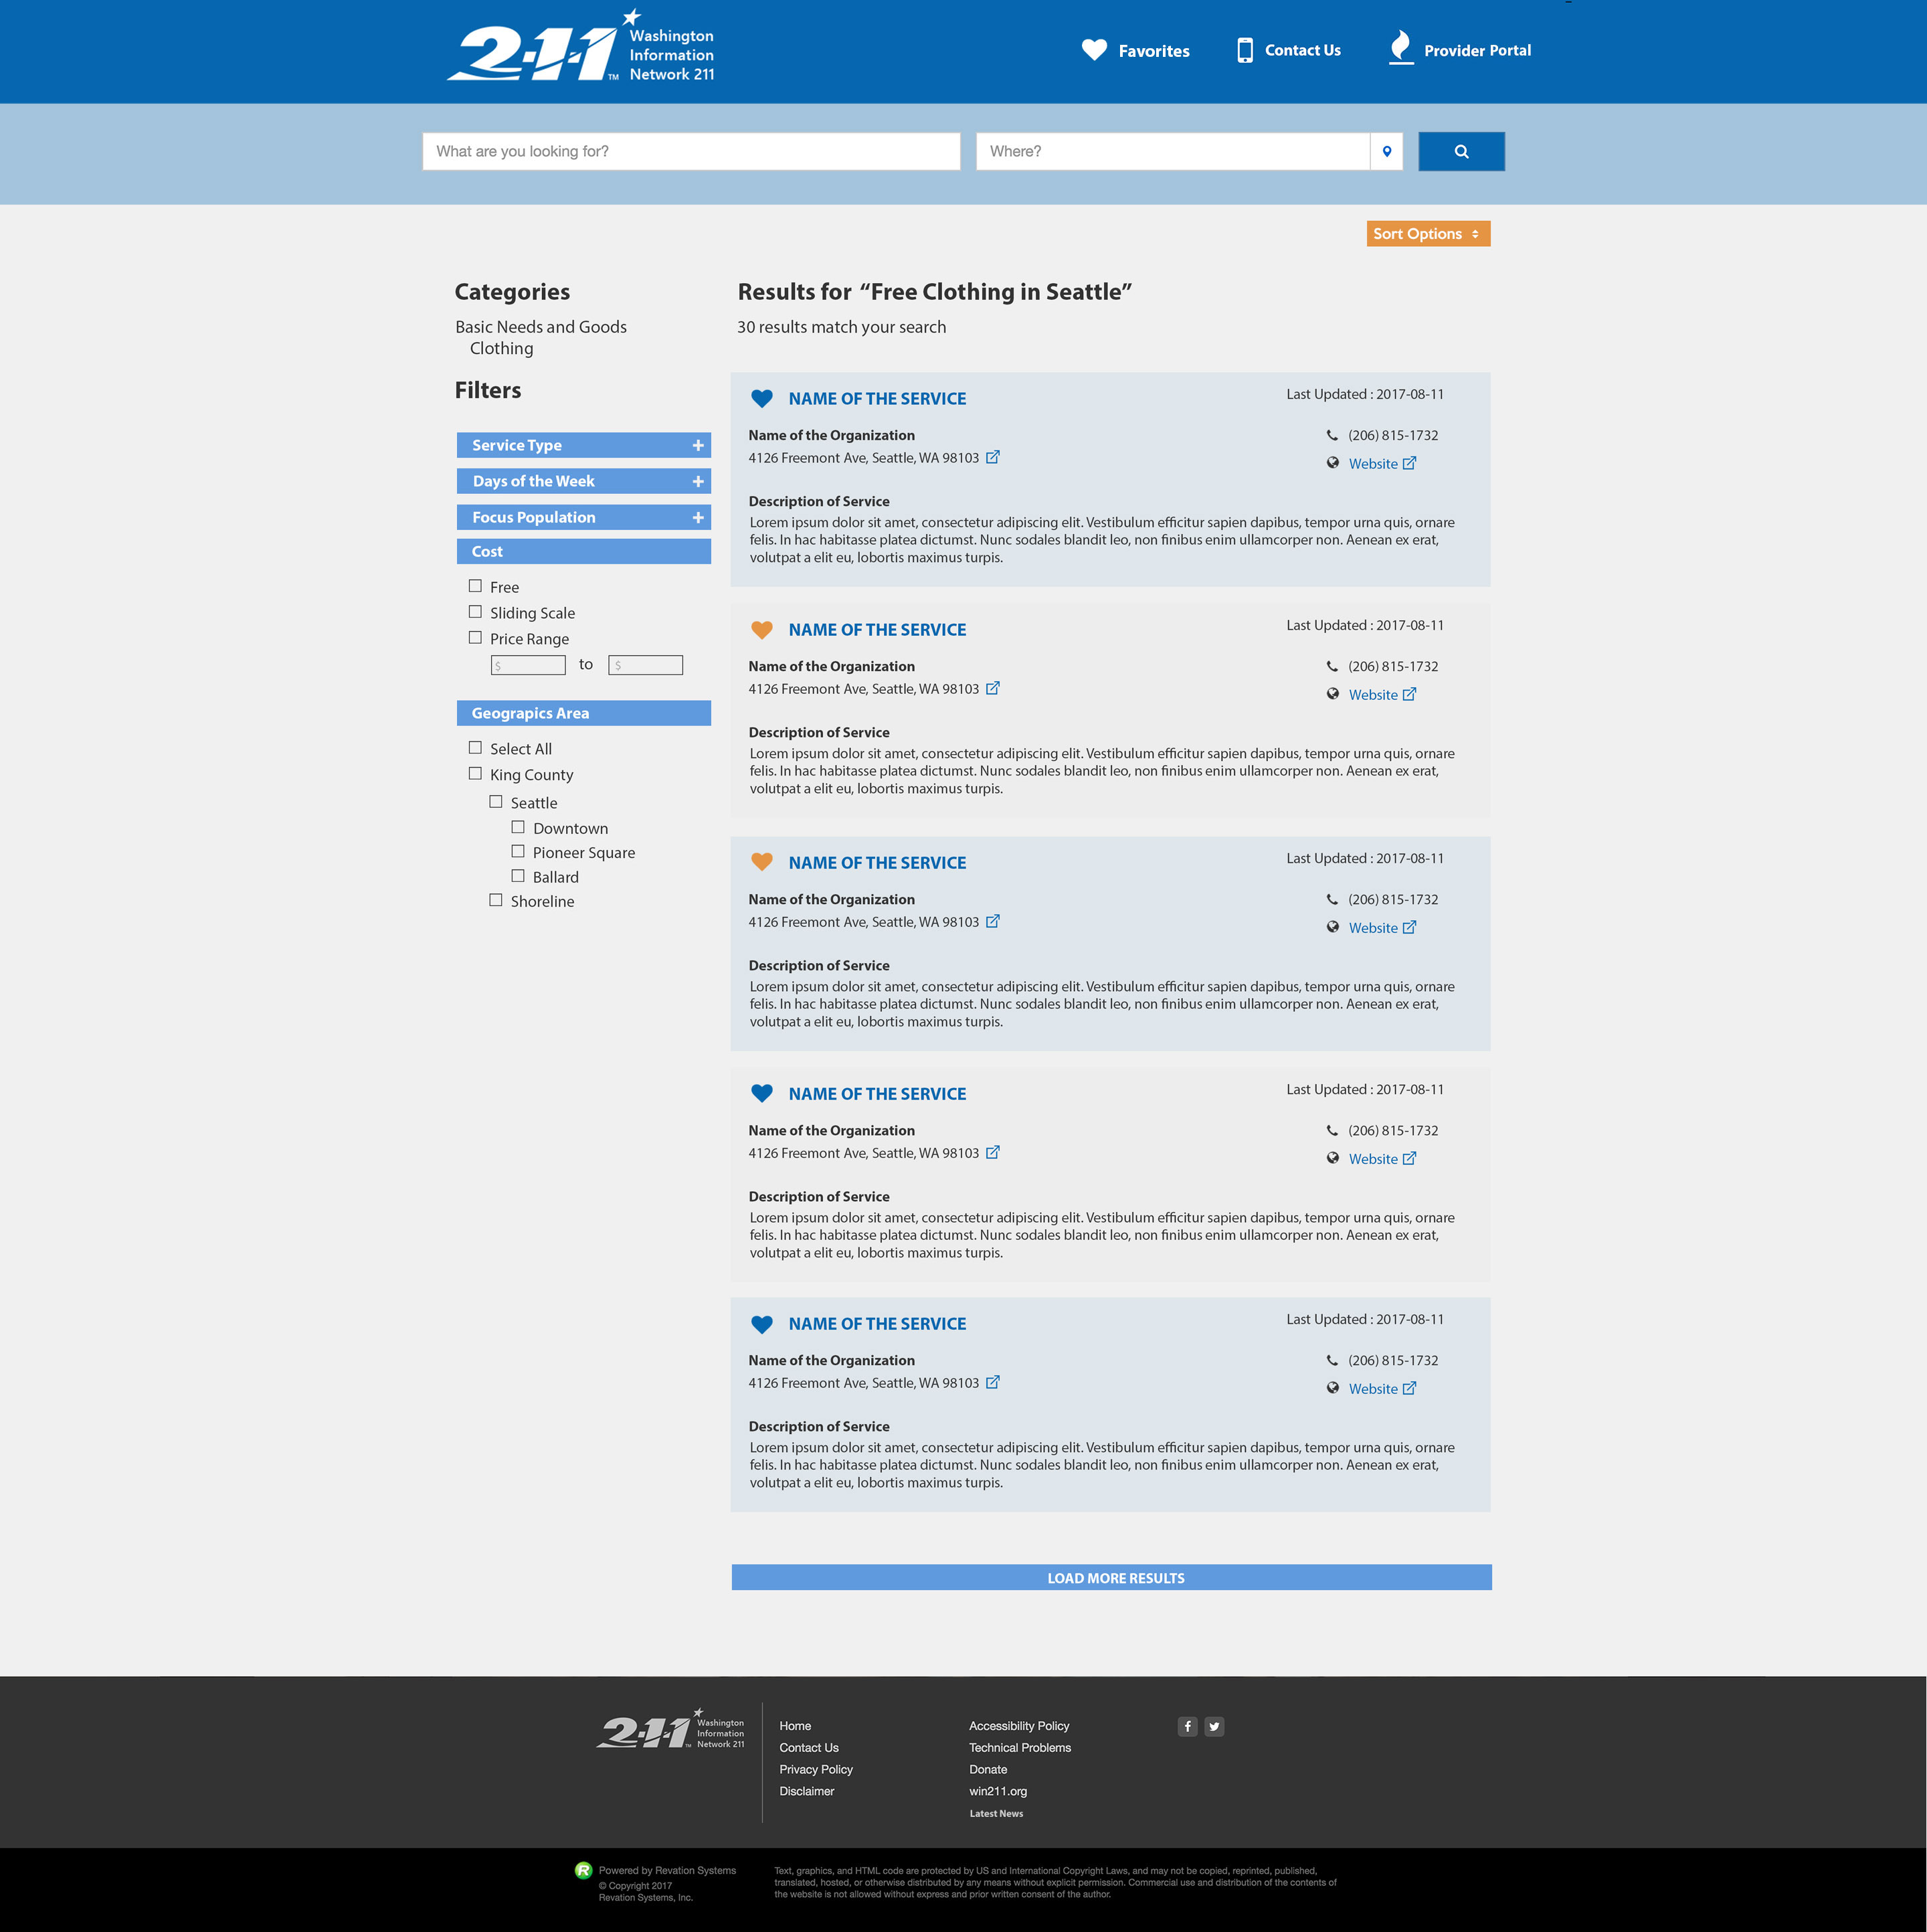 2-1-1 TM
Washington
Information
Network 211
Favorites
Contact Us
Provider Portal
What are you looking for?
Where?
Sort Options
Categories
Basic Needs and Goods
Clothing
Filters
Service Type +
Days of the Week +
Focus Population +
Cost
Free
Sliding Scale
Price Range
$ to $
Geograpics Area
Select All
King County
Seattle
Downtown
Pioneer Square
Ballard
Shoreline
Results for “Free Clothing in Seattle”
30 results match your search
NAME OF THE SERVICE
Last Updated : 2017-08-11
Name of the Organization
(206) 815-1732
4126 Freemont Ave, Seattle, WA 98103
Website
Description of Service
Lorem ipsum dolor sit amet, consectetur adipiscing elit. Vestibulum efficitur sapien dapibus, tempor urna quis, ornare
felis. In hac habitasse platea dictumst. Nunc sodales blandit leo, non finibus enim ullamcorper non. Aenean ex erat,
volutpat a elit eu, lobortis maximus turpis.
NAME OF THE SERVICE
Last Updated : 2017-08-11
Name of the Organization
(206) 815-1732
4126 Freemont Ave, Seattle, WA 98103
Website
Description of Service
Lorem ipsum dolor sit amet, consectetur adipiscing elit. Vestibulum efficitur sapien dapibus, tempor urna quis, ornare
felis. In hac habitasse platea dictumst. Nunc sodales blandit leo, non finibus enim ullamcorper non. Aenean ex erat,
volutpat a elit eu, lobortis maximus turpis.
NAME OF THE SERVICE
Last Updated : 2017-08-11
Name of the Organization
(206) 815-1732
4126 Freemont Ave, Seattle, WA 98103
Website
Description of Service
Lorem ipsum dolor sit amet, consectetur adipiscing elit. Vestibulum efficitur sapien dapibus, tempor urna quis, ornare
felis. In hac habitasse platea dictumst. Nunc sodales blandit leo, non finibus enim ullamcorper non. Aenean ex erat,
volutpat a elit eu, lobortis maximus turpis.
NAME OF THE SERVICE
Last Updated : 2017-08-11
Name of the Organization
(206) 815-1732
4126 Freemont Ave, Seattle, WA 98103
Website
Description of Service
Lorem ipsum dolor sit amet, consectetur adipiscing elit. Vestibulum efficitur sapien dapibus, tempor urna quis, ornare
felis. In hac habitasse platea dictumst. Nunc sodales blandit leo, non finibus enim ullamcorper non. Aenean ex erat,
volutpat a elit eu, lobortis maximus turpis.
NAME OF THE SERVICE
Last Updated : 2017-08-11
Name of the Organization
(206) 815-1732
4126 Freemont Ave, Seattle, WA 98103
Website
Description of Service
Lorem ipsum dolor sit amet, consectetur adipiscing elit. Vestibulum efficitur sapien dapibus, tempor urna quis, ornare
felis. In hac habitasse platea dictumst. Nunc sodales blandit leo, non finibus enim ullamcorper non. Aenean ex erat,
volutpat a elit eu, lobortis maximus turpis.
LOAD MORE RESULTS
2-1-1 TM
Washington
Information
Network 211
Home
Contact Us
Privacy Policy
Disclaimer
Accessibility Policy
Technical Problems
Donate
win211.org
Latest News
R
Powered by Revation Systems
© Copyright 2017
Revation Systems, Inc.
Text, graphics, and HTML code are protected by US and International Copyright Laws, and may not be copied, reprinted, published,
translated, hosted, or otherwise distributed by any means without explicit permission. Commercial use and distribution of the contents of
the website is not allowed without express and prior written consent of the author.